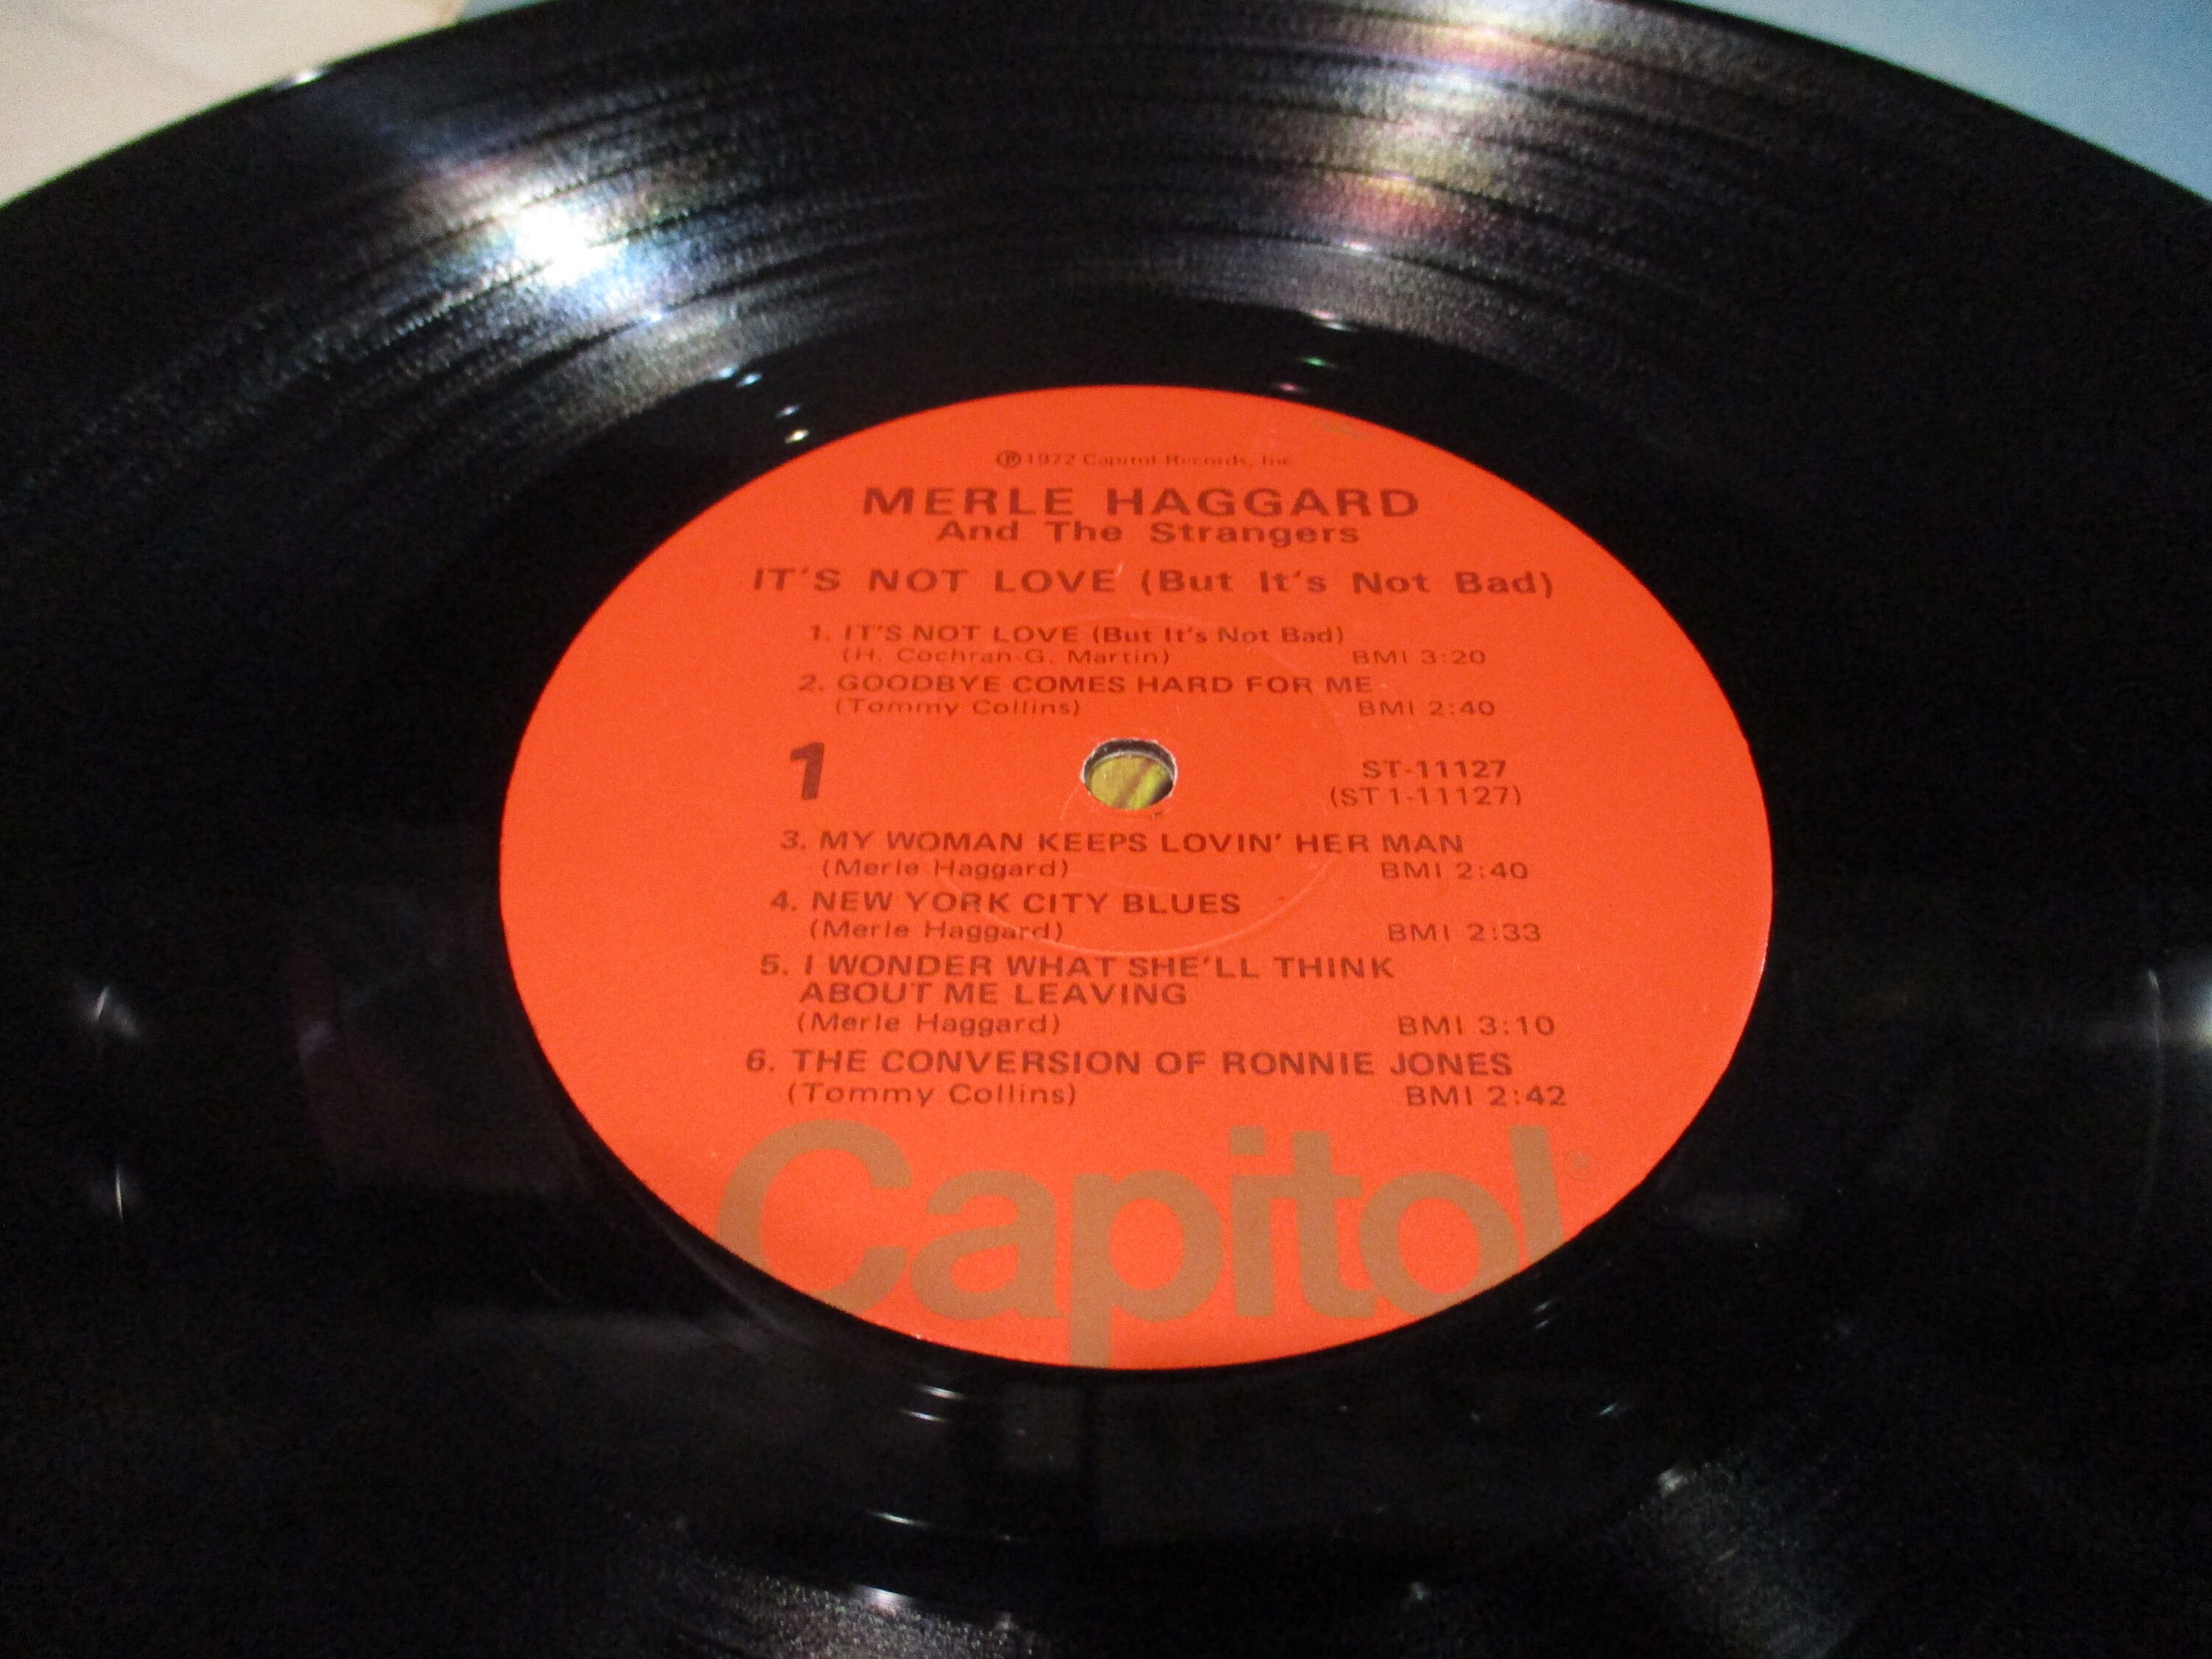 Ⓟ1972 Capitol Records, Inc.
MERLE HAGGARD
And The Strangers
IT'S NOT LOVE (But It's Not Bad)
1. IT'S NOT LOVE (But It's Not Bad)
(H. Cochran-G. Martin) BMI 3:20
2. GOODBYE COMES HARD FOR ME
(Tommy Collins) BMI 2:40
1
ST-11127
(ST1-11127)
3. MY WOMAN KEEPS LOVIN' HER MAN
(Merle Haggard) BMI 2:40
4. NEW YORK CITY BLUES
(Merle Haggard) BMI 2:33
5. I WONDER WHAT SHE'LL THINK
ABOUT ME LEAVING
(Merle Haggard) BMI 3:10
6. THE CONVERSION OF RONNIE JONES
(Tommy Collins) BMI 2:42
Capitol®